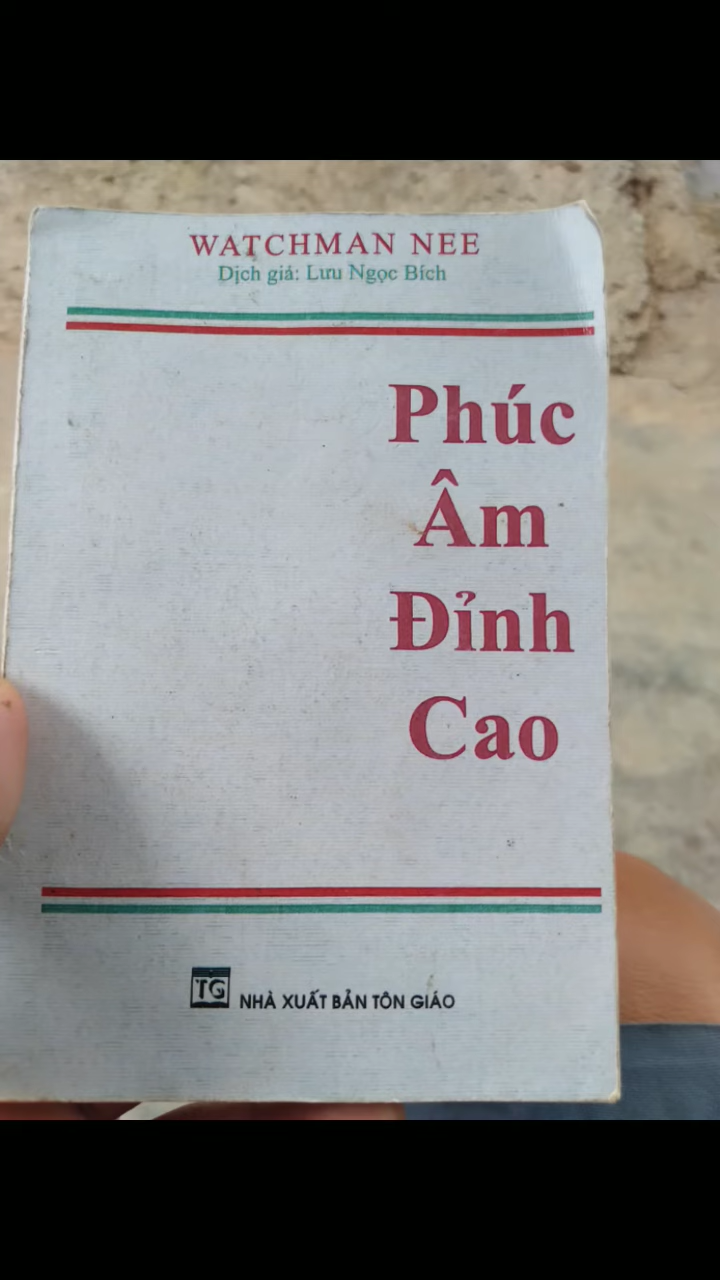 WATCHMAN NEE
Dịch giả: Lưu Ngọc Bích
Phúc
Âm
Đỉnh
Cao
TG
NHÀ XUẤT BẢN TÔN GIÁO